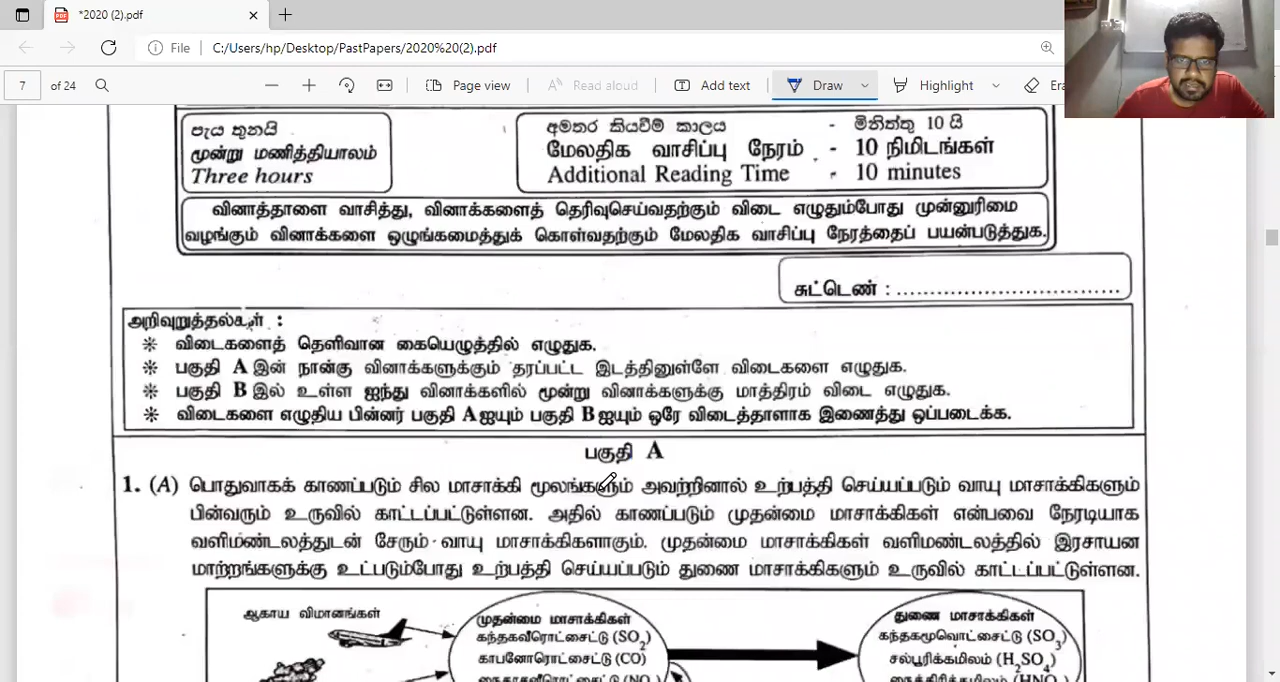 *2020 (2).pdf
File C:/Users/hp/Desktop/PastPapers/2020%20(2).pdf
7 of 24 Page view Read aloud Add text Draw Highlight
පැය තුනයි
மூன்று மணித்தியாலம்
Three hours
අමතර කියවීම් කාලය - මිනිත්තු 10 යි
மேலதிக வாசிப்பு நேரம் - 10 நிமிடங்கள்
Additional Reading Time - 10 minutes
வினாத்தாளை வாசித்து, வினாக்களைத் தெரிவுசெய்வதற்கும் விடை எழுதும்போது முன்னுரிமை
வழங்கும் வினாக்களை ஒழுங்கமைத்துக் கொள்வதற்கும் மேலதிக வாசிப்பு நேரத்தைப் பயன்படுத்துக.
சுட்டெண் : ................................
அறிவுறுத்தல்கள் :
※ விடைகளைத் தெளிவான கையெழுத்தில் எழுதுக.
※ பகுதி A இன் நான்கு வினாக்களுக்கும் தரப்பட்ட இடத்தினுள்ளே விடைகளை எழுதுக.
※ பகுதி B இல் உள்ள ஐந்து வினாக்களில் மூன்று வினாக்களுக்கு மாத்திரம் விடை எழுதுக.
※ விடைகளை எழுதிய பின்னர் பகுதி A ஐயும் பகுதி B ஐயும் ஒரே விடைத்தாளாக இணைத்து ஒப்படைக்க.
பகுதி A
1. (A) பொதுவாகக் காணப்படும் சில மாசாக்கி மூலங்களும் அவற்றினால் உற்பத்தி செய்யப்படும் வாயு மாசாக்கிகளும்
பின்வரும் உருவில் காட்டப்பட்டுள்ளன. அதில் காணப்படும் முதன்மை மாசாக்கிகள் என்பவை நேரடியாக
வளிமண்டலத்துடன் சேரும் வாயு மாசாக்கிகளாகும். முதன்மை மாசாக்கிகள் வளிமண்டலத்தில் இரசாயன
மாற்றங்களுக்கு உட்படும்போது உற்பத்தி செய்யப்படும் துணை மாசாக்கிகளும் உருவில் காட்டப்பட்டுள்ளன.
ஆகாய விமானங்கள்
முதன்மை மாசாக்கிகள்
கந்தகவீரொட்சைட்டு (SO₂)
காபனோரொட்சைட்டு (CO)
துணை மாசாக்கிகள்
கந்தகமூவொட்சைட்டு (SO₃)
சல்பூரிக்கமிலம் (H₂SO₄)